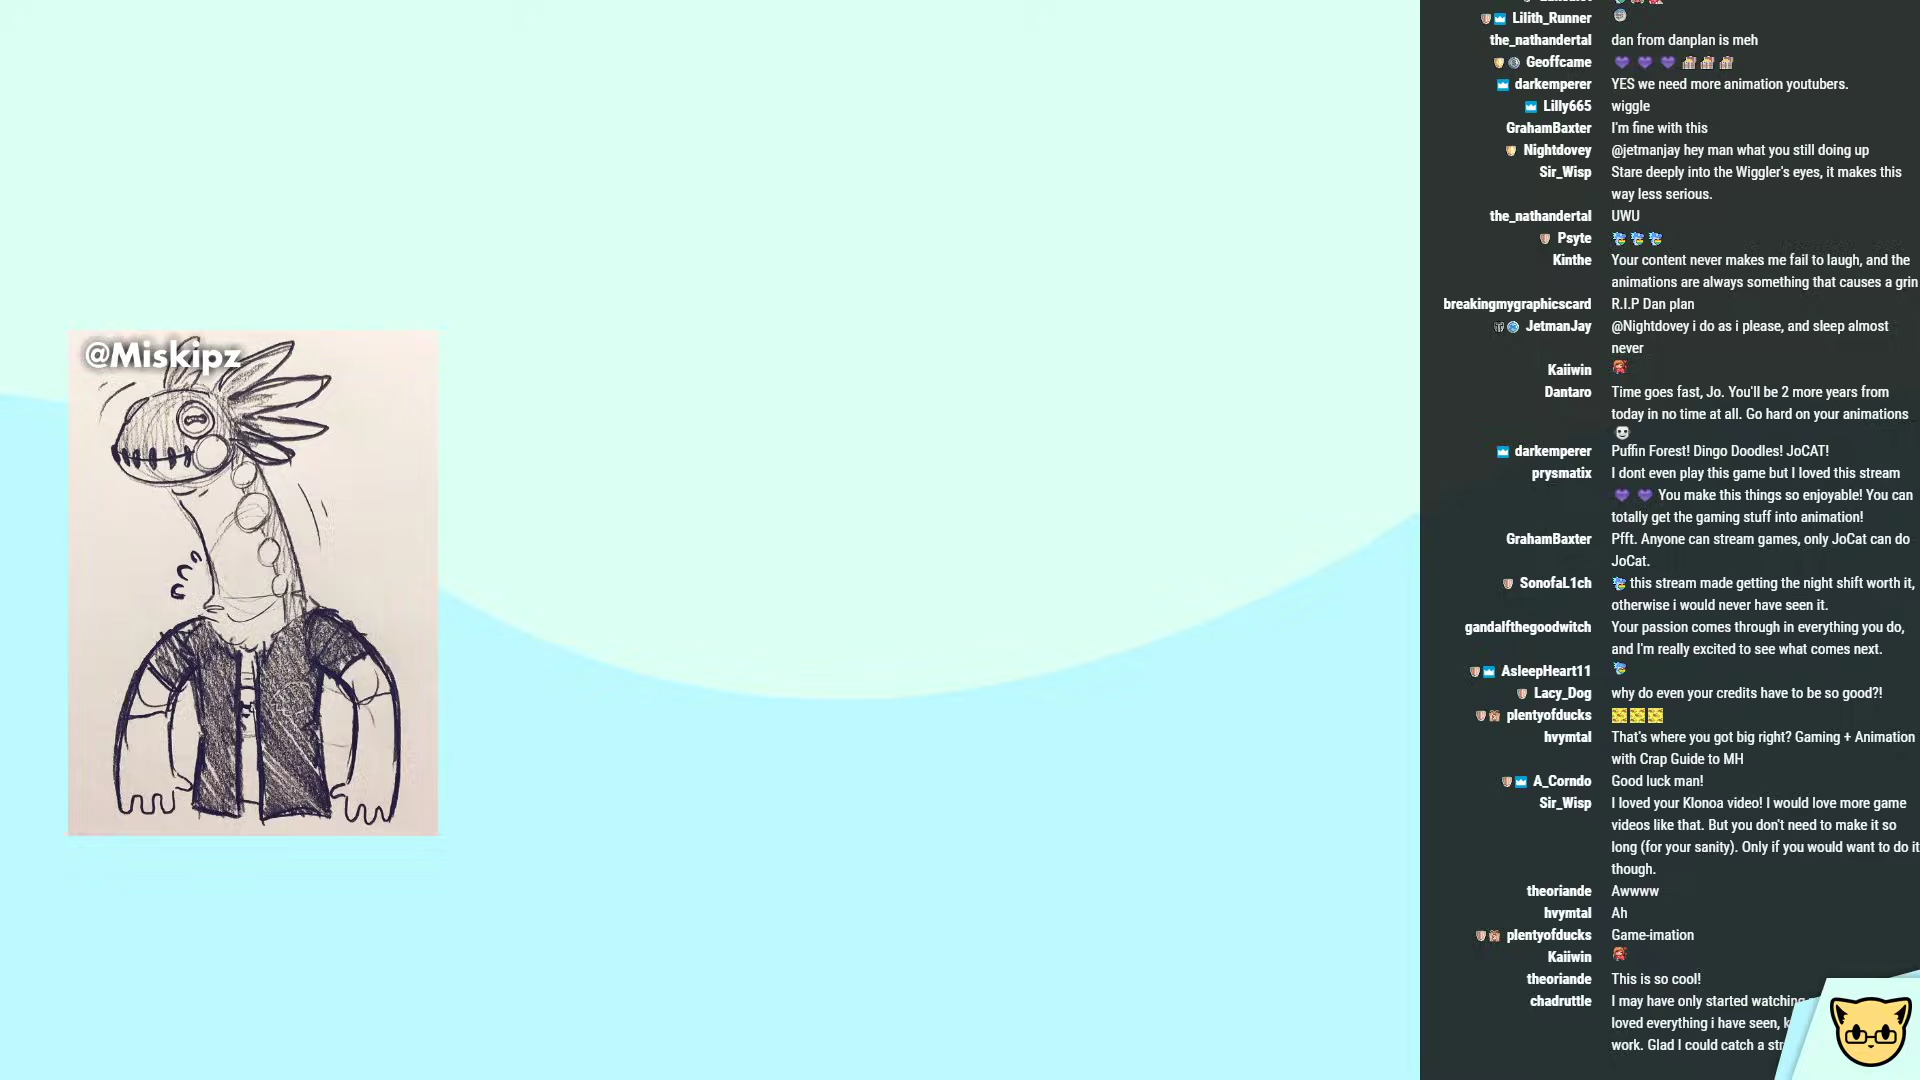 @Miskipz
Lilith_Runner
the_nathandertal dan from danplan is meh
Geoffcame
darkemperer YES we need more animation youtubers.
Lilly665 wiggle
GrahamBaxter I'm fine with this
Nightdovey @jetmanjay hey man what you still doing up
Sir_Wisp Stare deeply into the Wiggler's eyes, it makes this
way less serious.
the_nathandertal UWU
Psyte
Kinthe Your content never makes me fail to laugh, and the
animations are always something that causes a grin
breakingmygraphicscard R.I.P Dan plan
JetmanJay @Nightdovey i do as i please, and sleep almost
never
Kaiiwin
Dantaro Time goes fast, Jo. You'll be 2 more years from
today in no time at all. Go hard on your animations
darkemperer Puffin Forest! Dingo Doodles! JoCAT!
prysmatix I dont even play this game but I loved this stream
You make this things so enjoyable! You can
totally get the gaming stuff into animation!
GrahamBaxter Pfft. Anyone can stream games, only JoCat can do
JoCat.
SonofaL1ch this stream made getting the night shift worth it,
otherwise i would never have seen it.
gandalfthegoodwitch Your passion comes through in everything you do,
and I'm really excited to see what comes next.
AsleepHeart11
Lacy_Dog why do even your credits have to be so good?!
plentyofducks
hvymtal That's where you got big right? Gaming + Animation
with Crap Guide to MH
A_Corndo Good luck man!
Sir_Wisp I loved your Klonoa video! I would love more game
videos like that. But you don't need to make it so
long (for your sanity). Only if you would want to do it
though.
theoriande Awwww
hvymtal Ah
plentyofducks Game-imation
Kaiiwin
theoriande This is so cool!
chadruttle I may have only started watching
loved everything i have seen,
work. Glad I could catch a